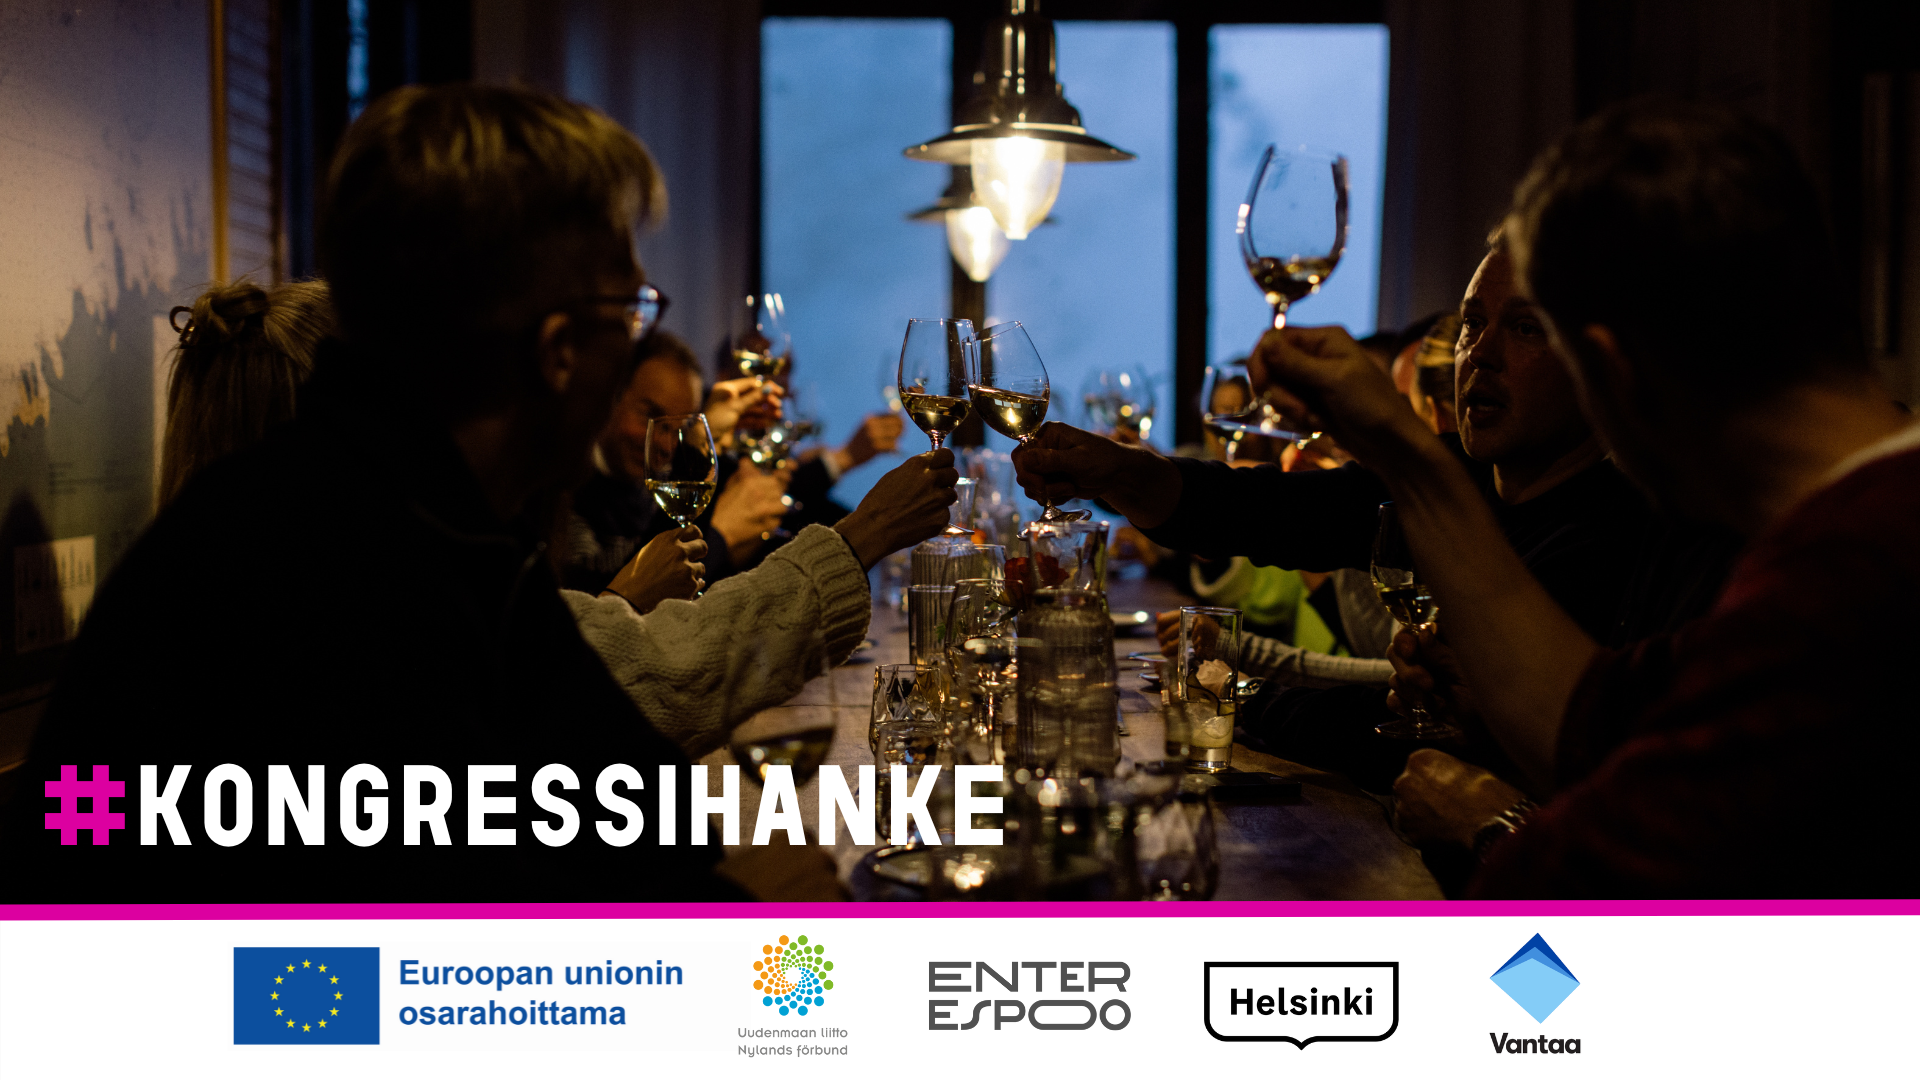 #KONGRESSIHANKE
Euroopan unionin
osarahoittama
Uudenmaan liitto
Nylands förbund
ENTER
ESPOO
Helsinki
Vantaa